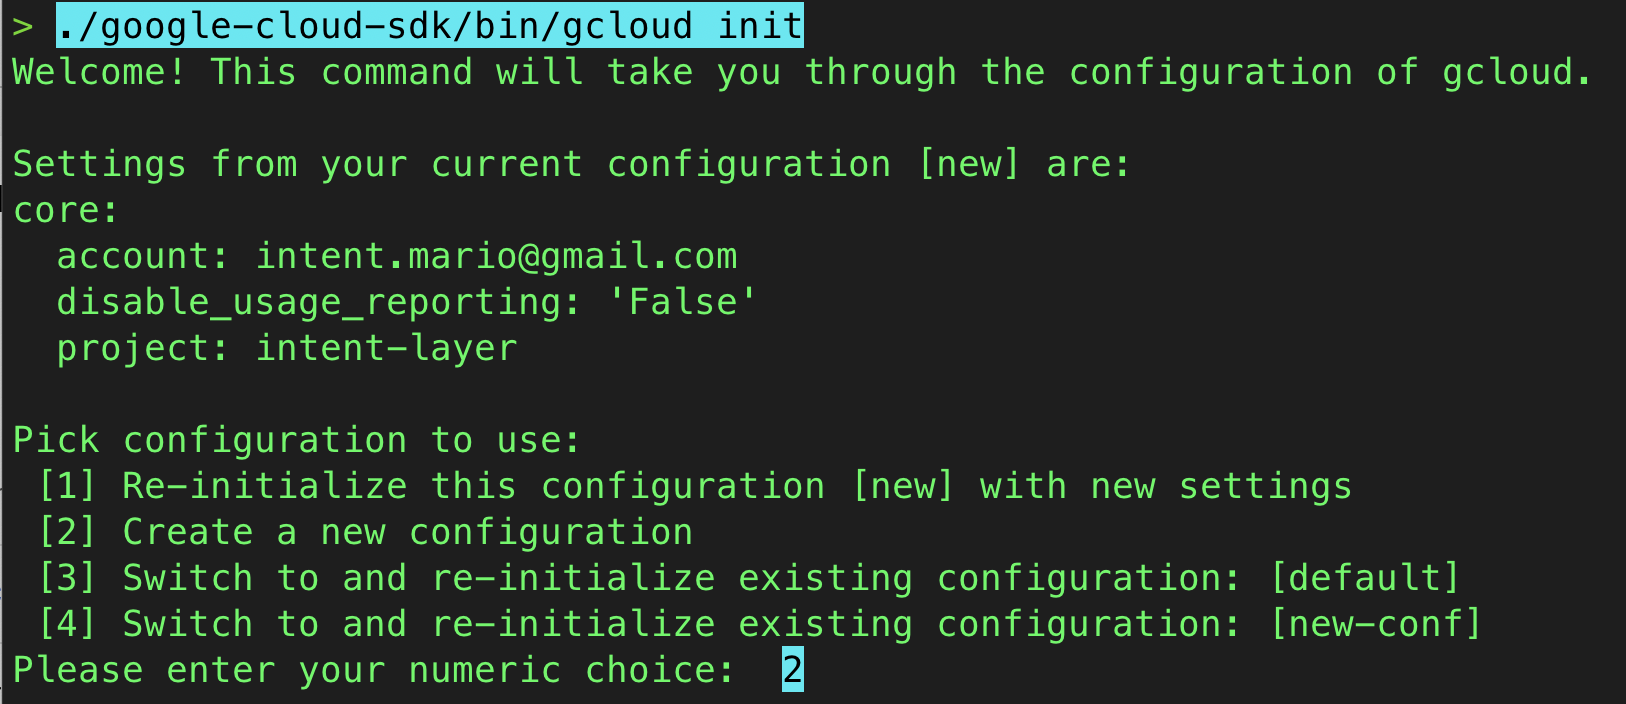 > ./google-cloud-sdk/bin/gcloud init
Welcome! This command will take you through the configuration of gcloud.
Settings from your current configuration [new] are:
core:
  account: intent.mario@gmail.com
  disable_usage_reporting: 'False'
  project: intent-layer
Pick configuration to use:
 [1] Re-initialize this configuration [new] with new settings
 [2] Create a new configuration
 [3] Switch to and re-initialize existing configuration: [default]
 [4] Switch to and re-initialize existing configuration: [new-conf]
Please enter your numeric choice:  2